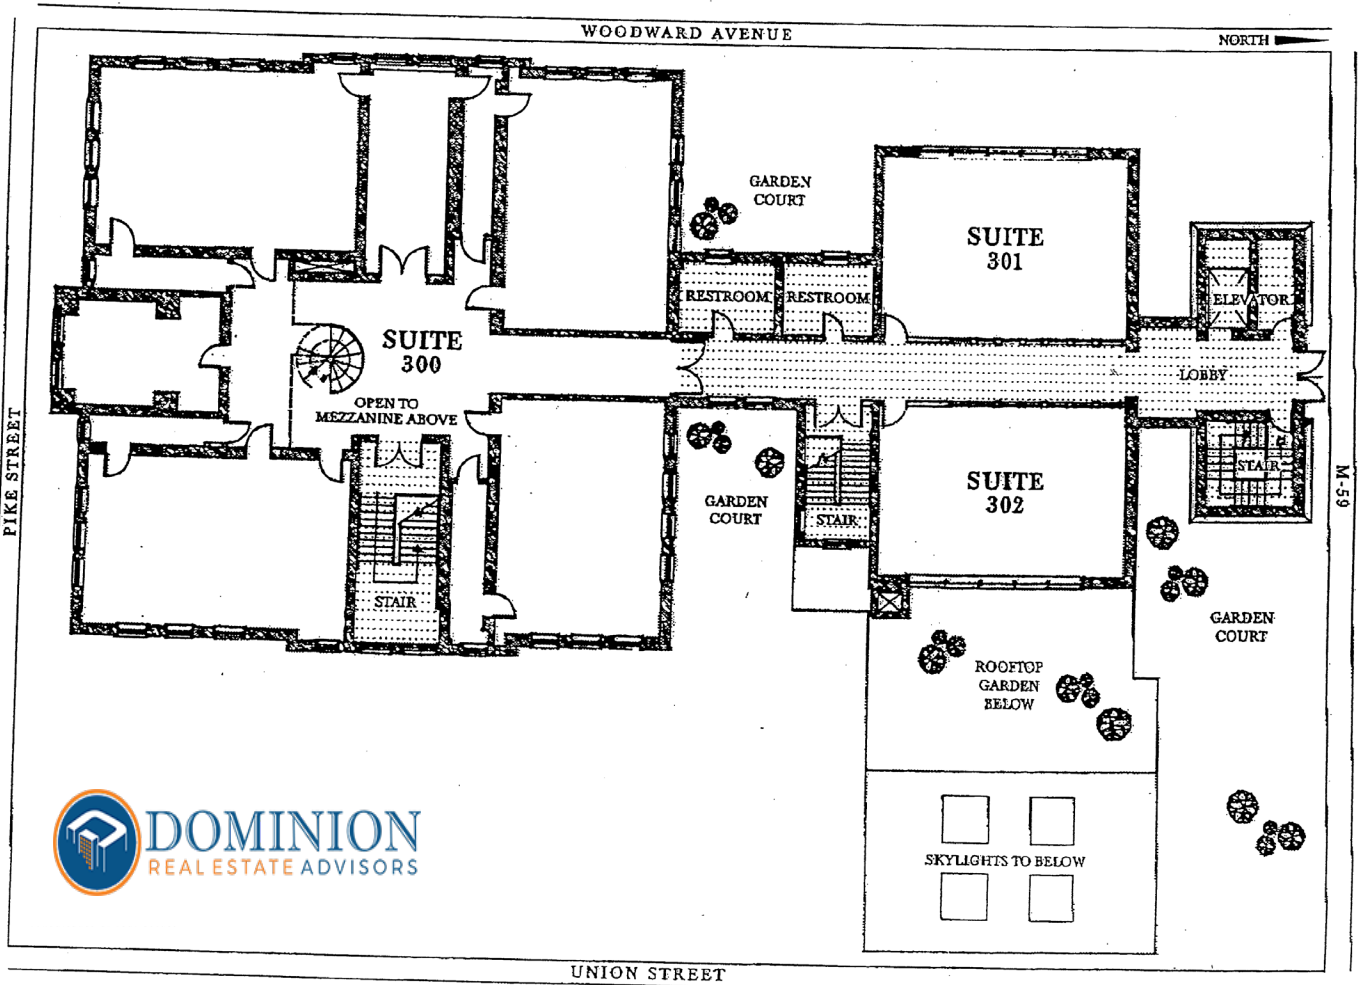 WOODWARD AVENUE
NORTH
GARDEN
COURT
SUITE
301
RESTROOM
RESTROOM
ELEVATOR
SUITE
300
LOBBY
OPEN TO
MEZZANINE ABOVE
PIKE STREET
GARDEN
COURT
STAIR
SUITE
302
STAIR
M-59
STAIR
GARDEN
COURT
ROOFTOP
GARDEN
BELOW
DOMINION
REAL ESTATE ADVISORS
SKYLIGHTS TO BELOW
UNION STREET